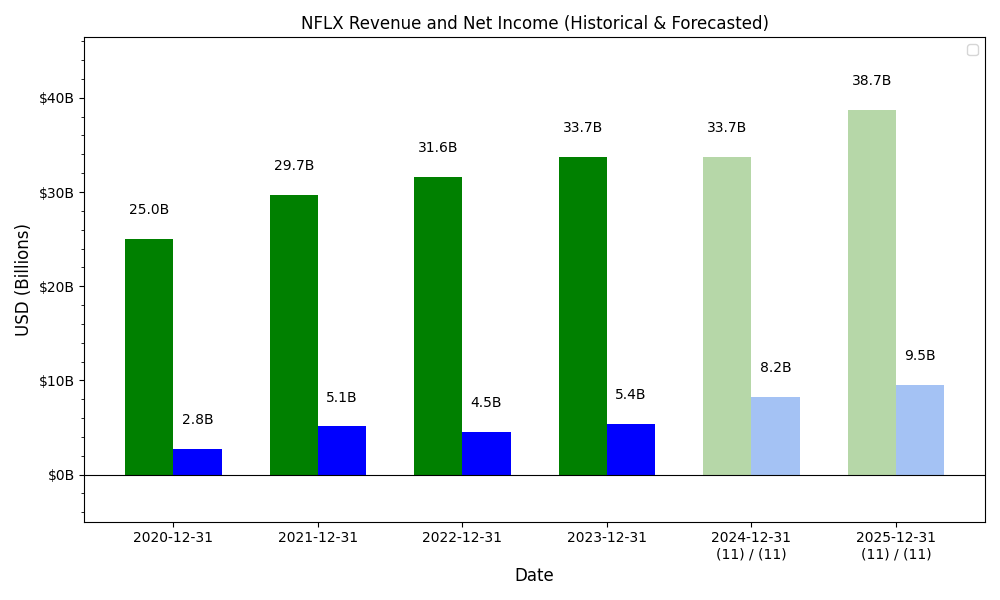 NFLX Revenue and Net Income (Historical & Forecasted)
USD (Billions)
$40B
$30B
$20B
$10B
$0B
25.0B
2.8B
29.7B
5.1B
31.6B
4.5B
33.7B
5.4B
33.7B
8.2B
38.7B
9.5B
2020-12-31
2021-12-31
2022-12-31
2023-12-31
2024-12-31
(11) / (11)
2025-12-31
(11) / (11)
Date